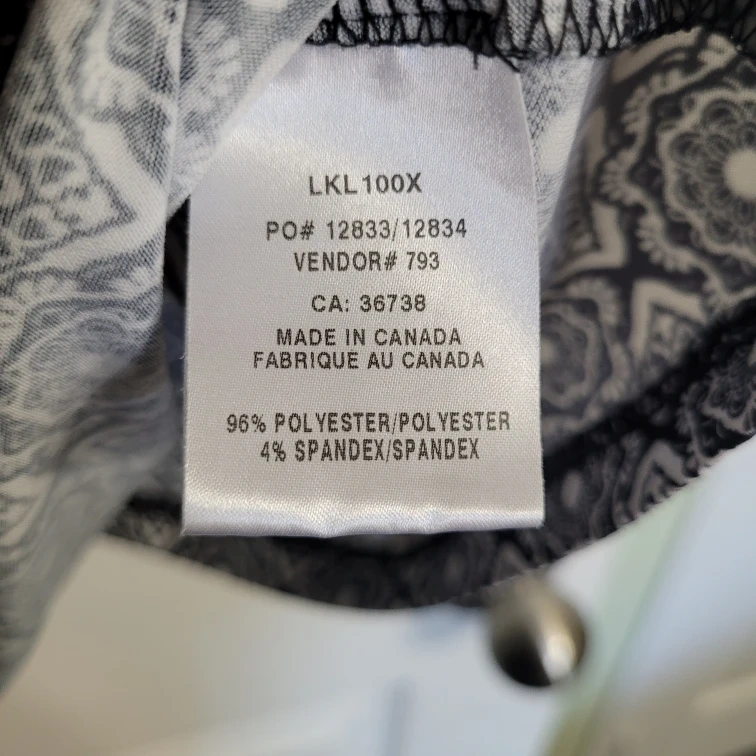 LKL100X
PO# 12833/12834
VENDOR# 793
CA: 36738
MADE IN CANADA
FABRIQUE AU CANADA
96% POLYESTER/POLYESTER
4% SPANDEX/SPANDEX